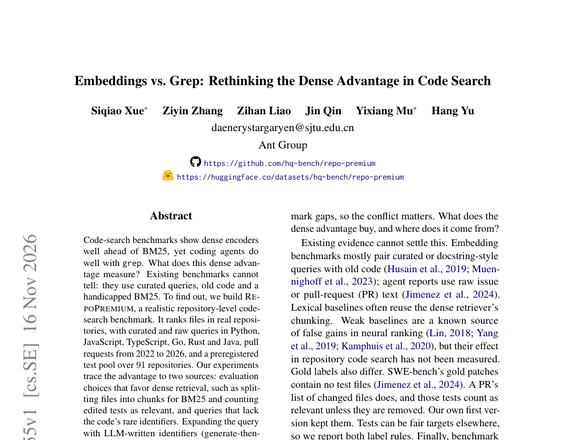 Embeddings vs. Grep: Rethinking the Dense Advantage in Code Search
Siqiao Xue* Ziyin Zhang Zihan Liao Jin Qin Yixiang Mu* Hang Yu
daenerystargaryen@sjtu.edu.cn
Ant Group
https://github.com/hq-bench/repo-premium
https://huggingface.co/datasets/hq-bench/repo-premium
Abstract
Code-search benchmarks show dense encoders
well ahead of BM25, yet coding agents do
well with grep. What does this dense advan-
tage measure? Existing benchmarks cannot
tell: they use curated queries, old code and a
handicapped BM25. To find out, we build RE-
POPREMIUM, a realistic repository-level code-
search benchmark. It ranks files in real reposi-
tories, with curated and raw queries in Python,
JavaScript, TypeScript, Go, Rust and Java, pull
requests from 2022 to 2026, and a preregistered
test pool over 91 repositories. Our experiments
trace the advantage to two sources: evaluation
choices that favor dense retrieval, such as split-
ting files into chunks for BM25 and counting
edited tests as relevant, and queries that lack
the code's rare identifiers. Expanding the query
with LLM-written identifiers (generate-then-
mark gaps, so the conflict matters. What does the
dense advantage buy, and where does it come from?
Existing evidence cannot settle this. Embedding
benchmarks mostly pair curated or docstring-style
queries with old code (Husain et al., 2019; Muen-
nighoff et al., 2023); agent reports use raw issue
or pull-request (PR) text (Jimenez et al., 2024).
Lexical baselines often reuse the dense retriever's
chunking. Weak baselines are a known source
of false gains in neural ranking (Lin, 2018; Yang
et al., 2019; Kamphuis et al., 2020), but their effect
in repository code search has not been measured.
Gold labels also differ. SWE-bench's gold patches
contain no test files (Jimenez et al., 2024). A PR's
list of changed files does, and those tests count as
relevant unless they are removed. Our own first ver-
sion kept them. Tests can be fair targets elsewhere,
so we report both label rules. Finally, benchmark
55v1 [cs.SE] 16 Nov 2026